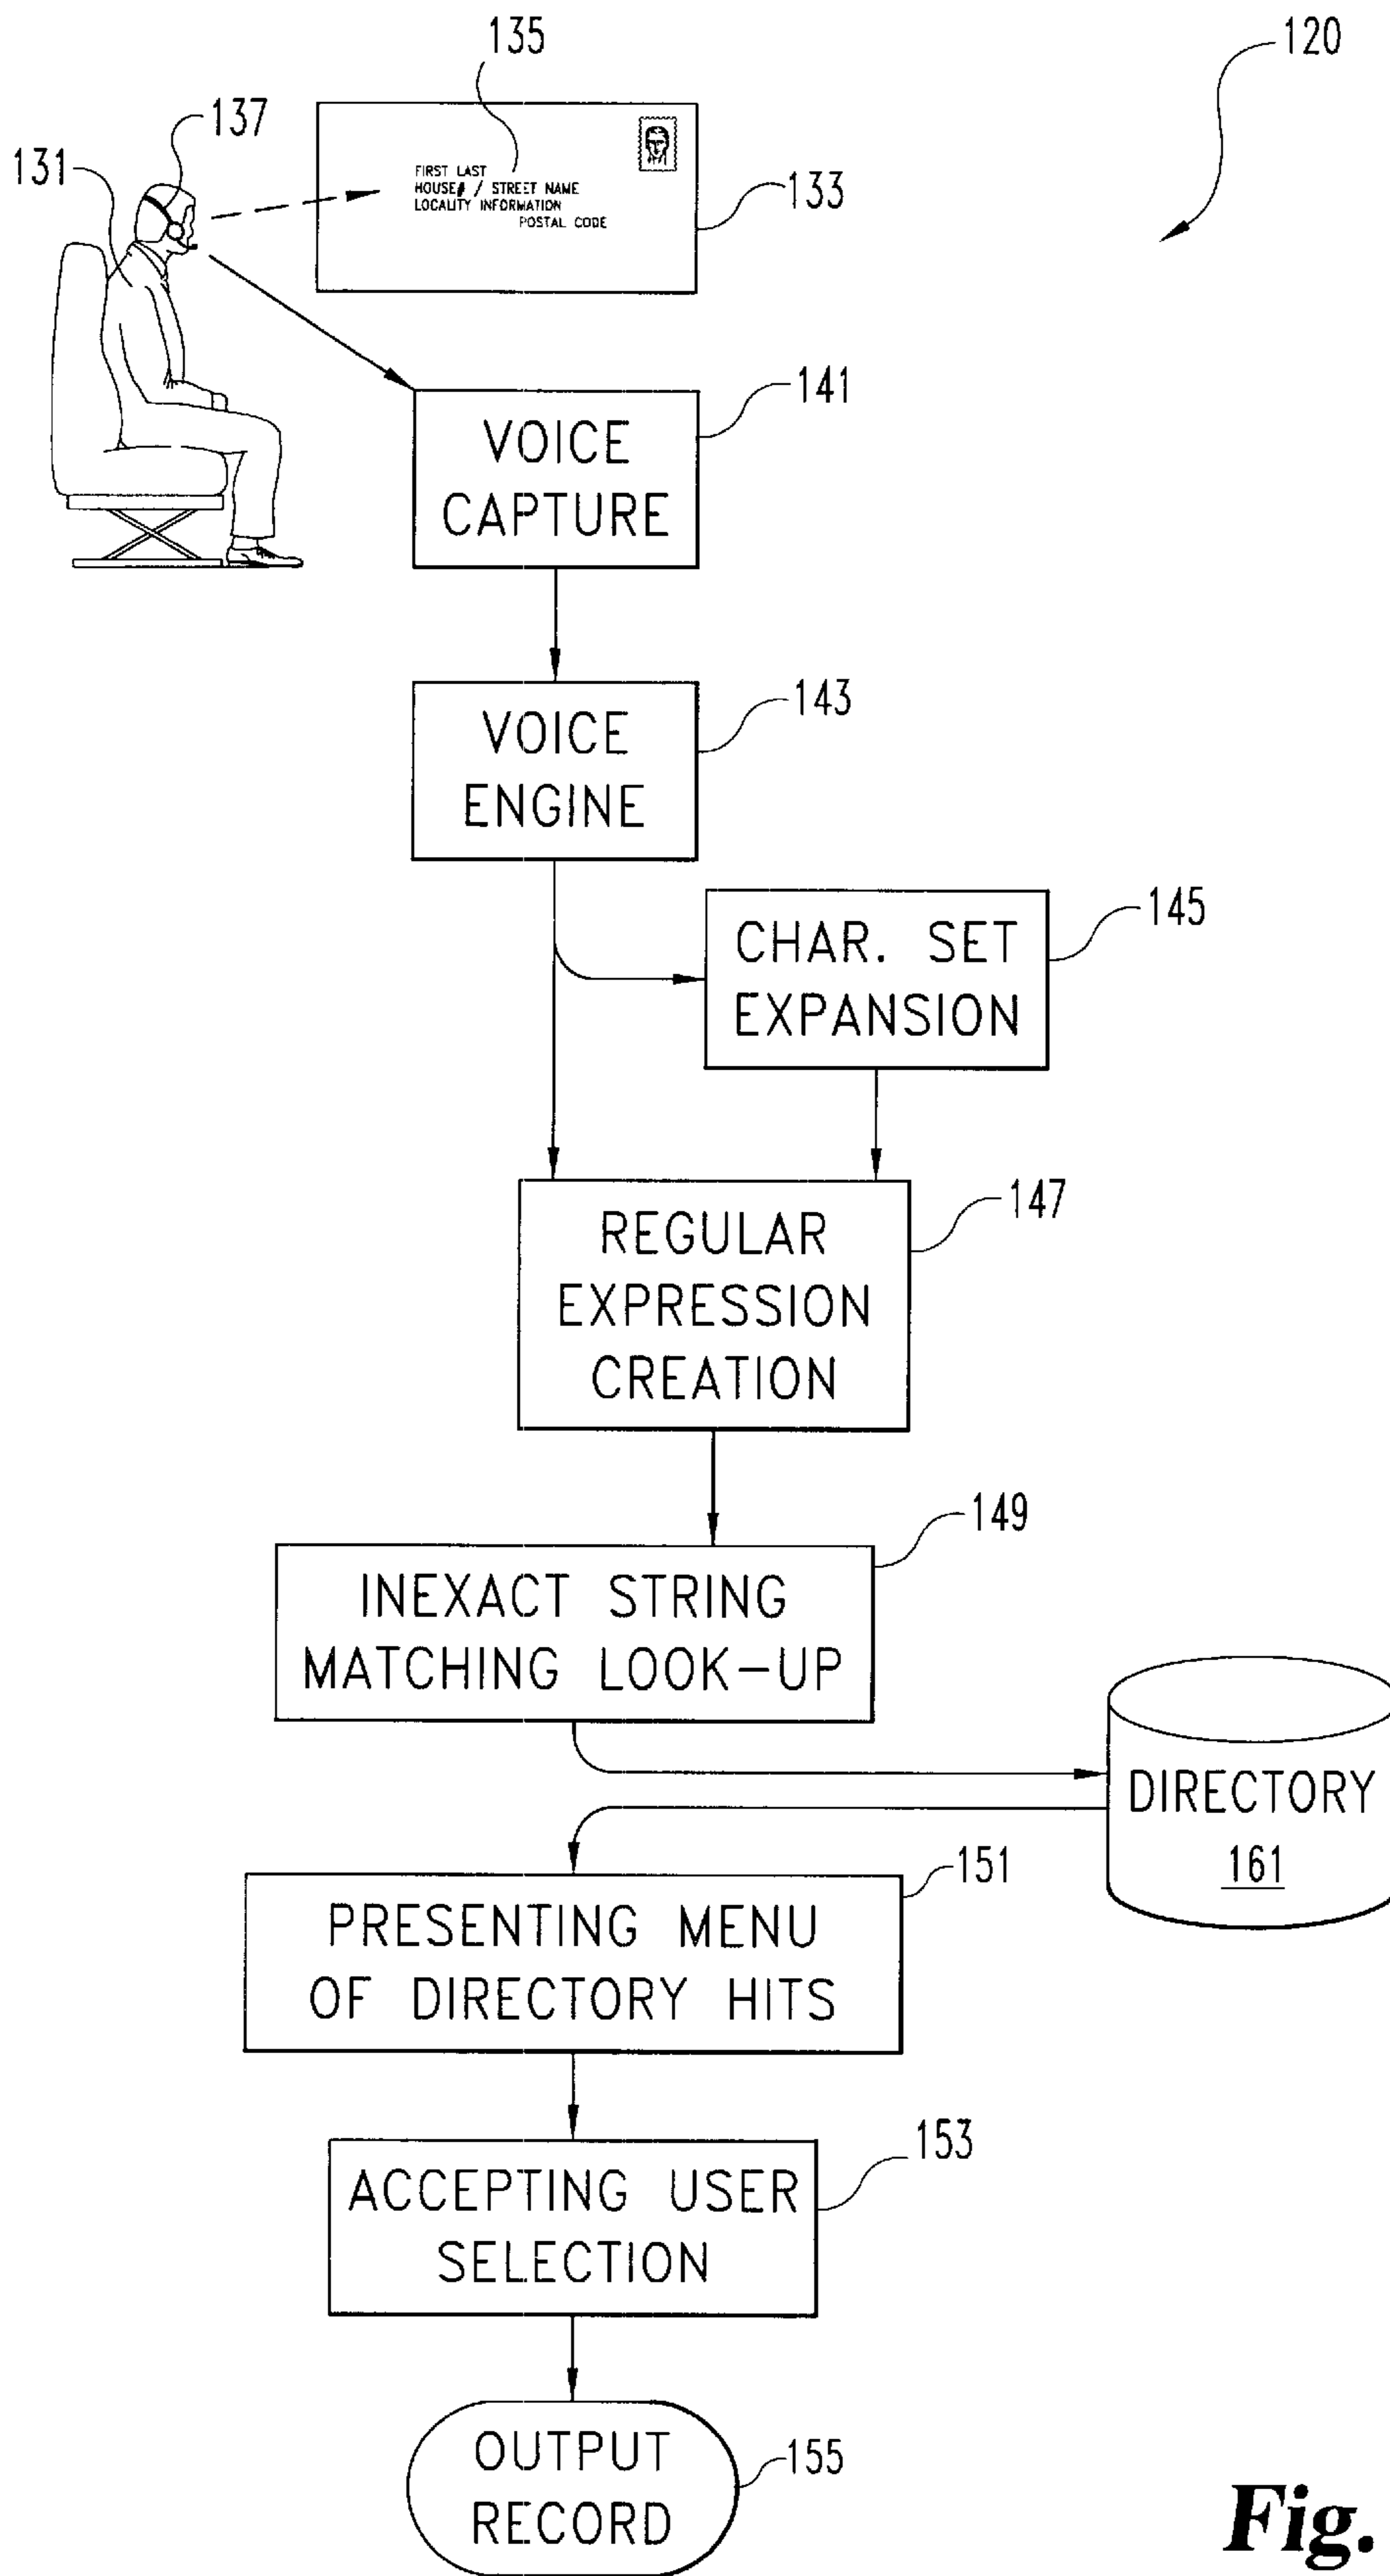 135
120
137
131
FIRST LAST
HOUSE# / STREET NAME
LOCALITY INFORMATION
POSTAL CODE
133
141
VOICE
CAPTURE
143
VOICE
ENGINE
145
CHAR. SET
EXPANSION
147
REGULAR
EXPRESSION
CREATION
149
INEXACT STRING
MATCHING LOOK-UP
DIRECTORY
161
151
PRESENTING MENU
OF DIRECTORY HITS
153
ACCEPTING USER
SELECTION
155
OUTPUT
RECORD
Fig.